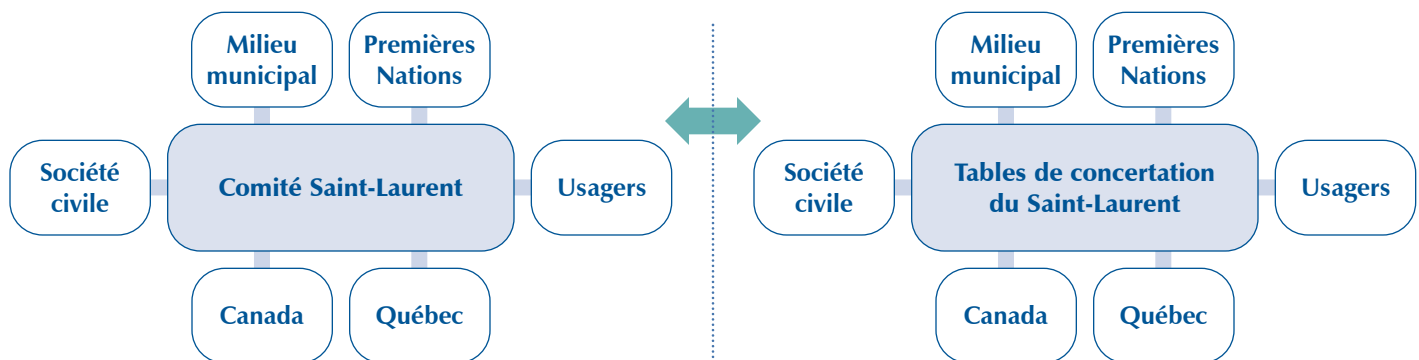 Milieu
municipal
Premières
Nations
Société
civile
Comité Saint-Laurent
Usagers
Canada
Québec
Milieu
municipal
Premières
Nations
Société
civile
Tables de concertation
du Saint-Laurent
Usagers
Canada
Québec